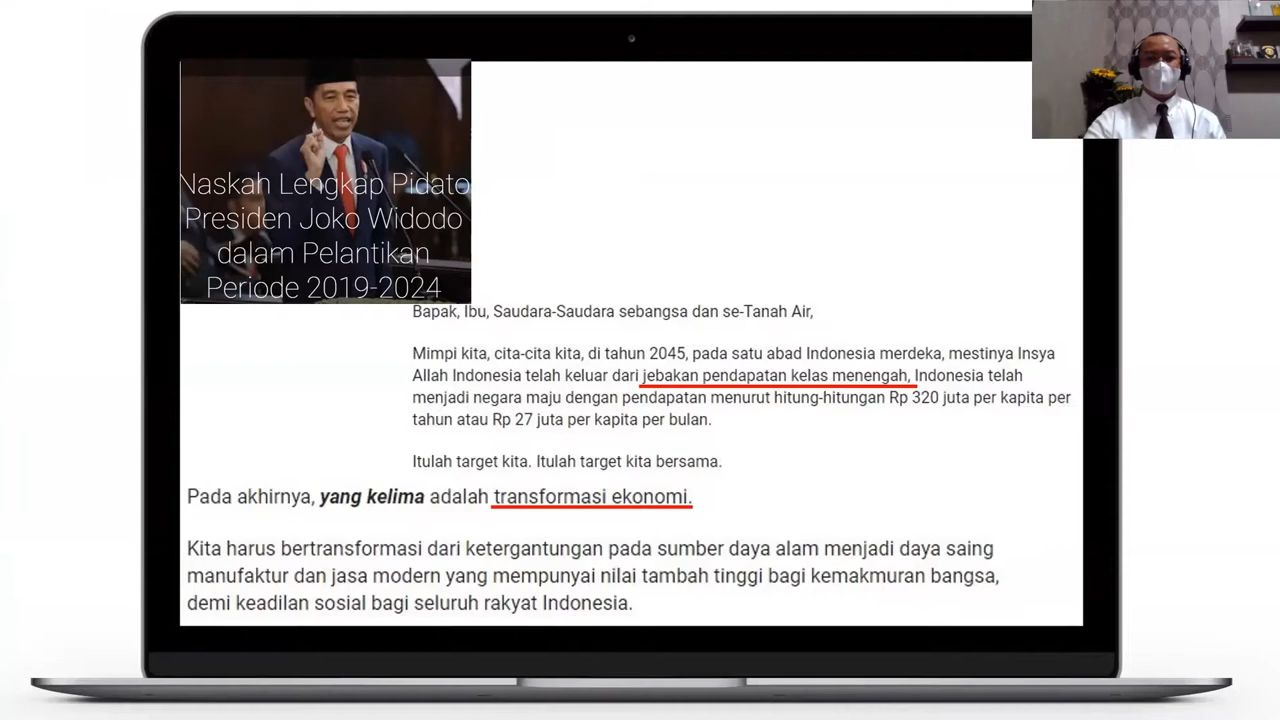 Naskah Lengkap Pidato
Presiden Joko Widodo
dalam Pelantikan
Periode 2019-2024
Bapak, Ibu, Saudara-Saudara sebangsa dan se-Tanah Air,
Mimpi kita, cita-cita kita, di tahun 2045, pada satu abad Indonesia merdeka, mestinya Insya
Allah Indonesia telah keluar dari jebakan pendapatan kelas menengah, Indonesia telah
menjadi negara maju dengan pendapatan menurut hitung-hitungan Rp 320 juta per kapita per
tahun atau Rp 27 juta per kapita per bulan.
Itulah target kita. Itulah target kita bersama.
Pada akhirnya, yang kelima adalah transformasi ekonomi.
Kita harus bertransformasi dari ketergantungan pada sumber daya alam menjadi daya saing
manufaktur dan jasa modern yang mempunyai nilai tambah tinggi bagi kemakmuran bangsa,
demi keadilan sosial bagi seluruh rakyat Indonesia.